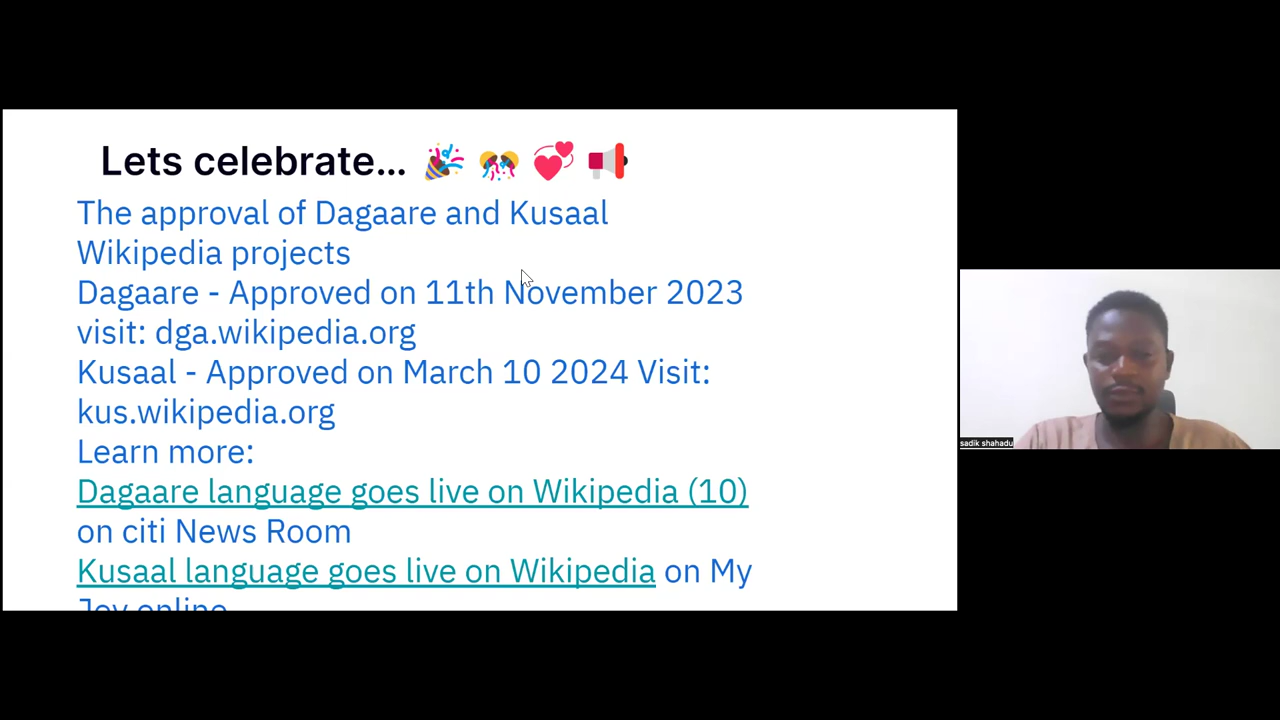 Lets celebrate... 🎉 🎊 💞 📢
The approval of Dagaare and Kusaal
Wikipedia projects
Dagaare - Approved on 11th November 2023
visit: dga.wikipedia.org
Kusaal - Approved on March 10 2024 Visit:
kus.wikipedia.org
Learn more:
Dagaare language goes live on Wikipedia (10)
on citi News Room
Kusaal language goes live on Wikipedia on My
Joy online
sadik shahadu